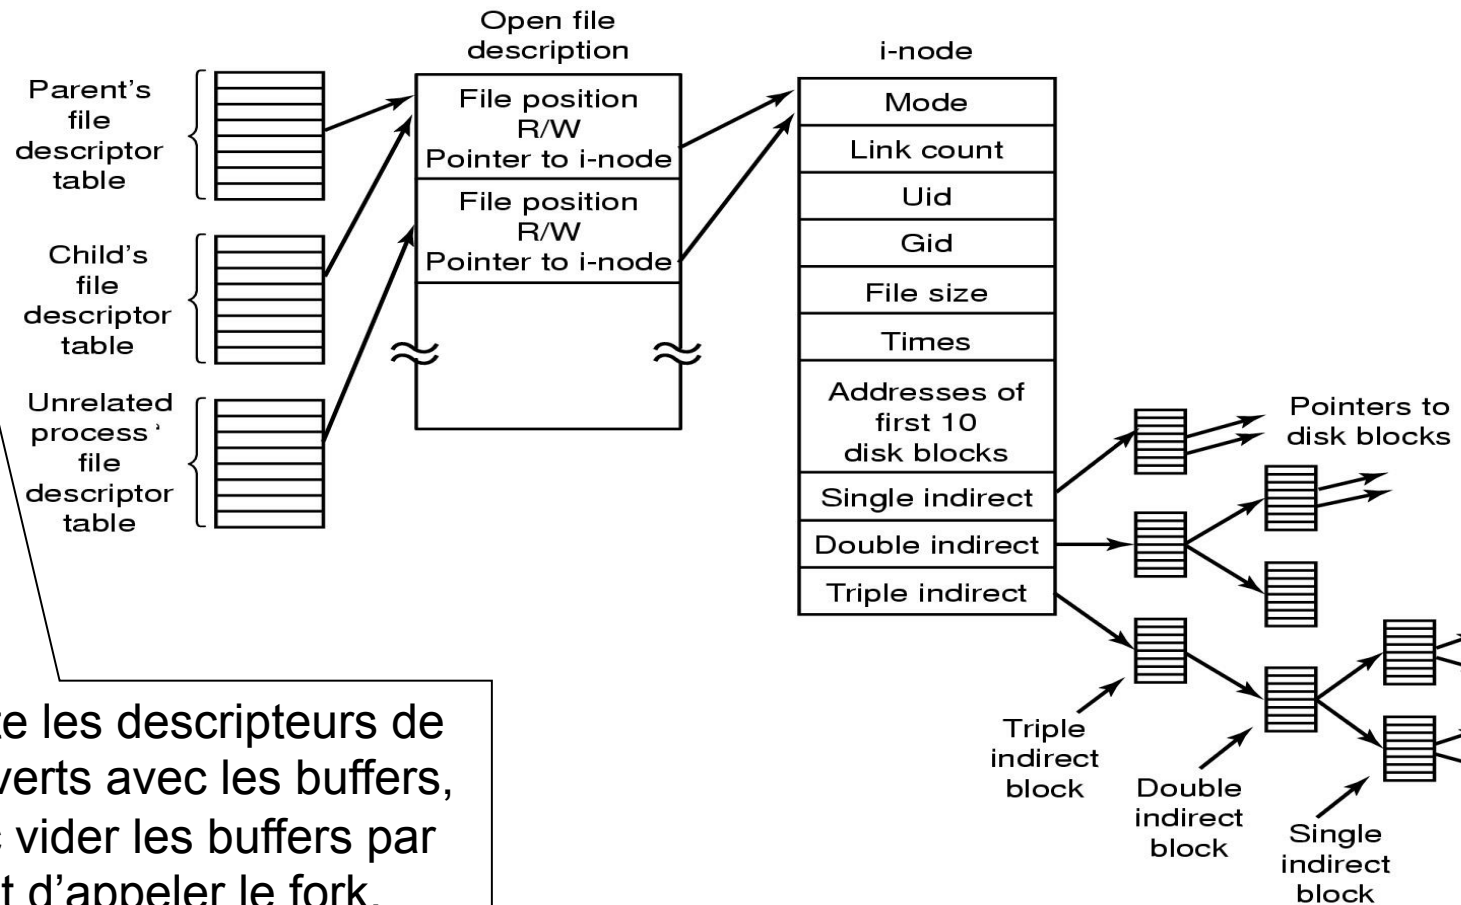 Open file
description
i-node
Parent's
file
descriptor
table
File position
R/W
Pointer to i-node
File position
R/W
Pointer to i-node
Child's
file
descriptor
table
Unrelated
process'
file
descriptor
table
Mode
Link count
Uid
Gid
File size
Times
Addresses of
first 10
disk blocks
Single indirect
Double indirect
Triple indirect
Pointers to
disk blocks
Triple
indirect
block
Double
indirect
block
Single
indirect
block
les descripteurs de
avec les buffers,
vider les buffers par
d'appeler le fork.